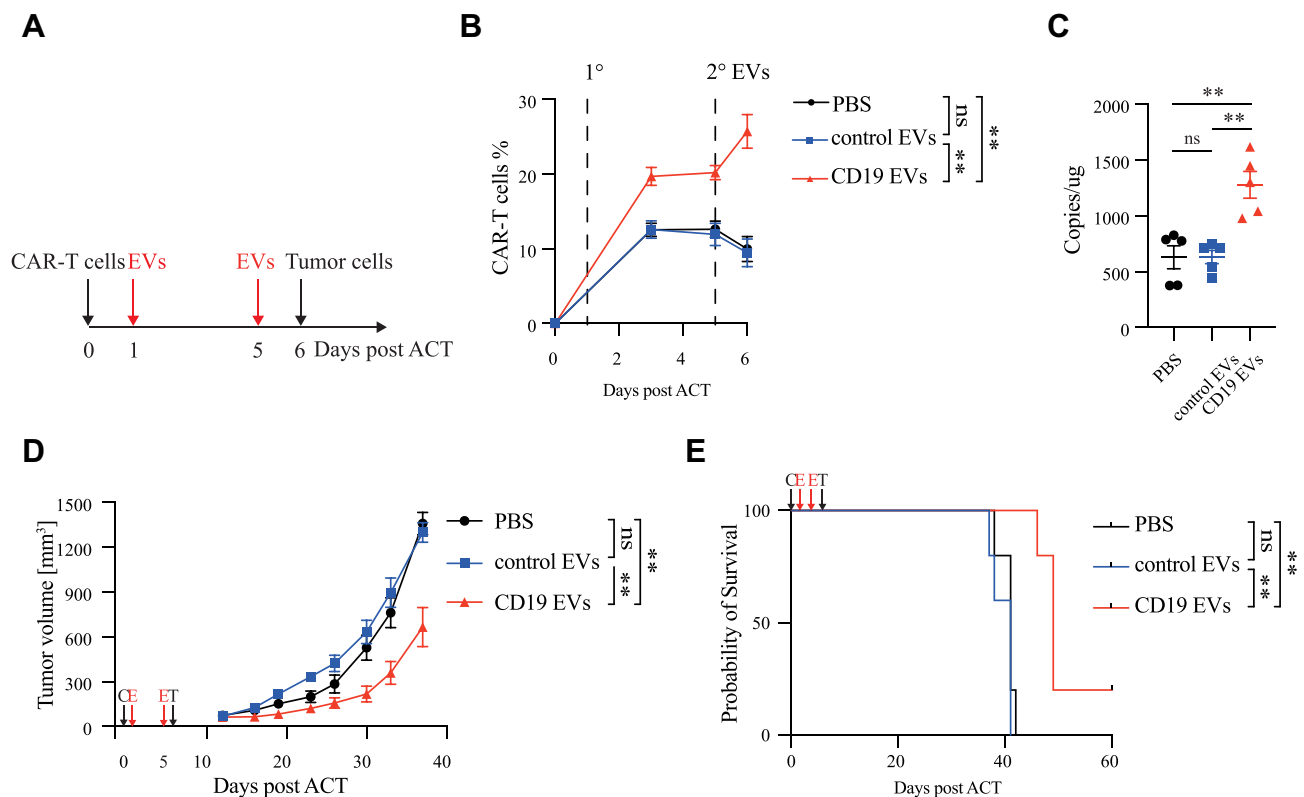 A
CAR-T cells EVs EVs Tumor cells
0 1 5 6 Days post ACT
B
1° 2° EVs
CAR-T cells %
30
20
10
0
0 2 4 6
Days post ACT
PBS
control EVs
CD19 EVs
ns
**
**
C
Copies/ug
2000
1500
1000
500
0
**
**
ns
PBS
control EVs
CD19 EVs
D
Tumor volume [mm³]
1500
1200
900
600
300
0
C E E T
0 5 10 20 30 40
Days post ACT
PBS
control EVs
CD19 EVs
ns
**
**
E
C E E T
Probability of Survival
100
50
0
0 20 40 60
Days post ACT
PBS
control EVs
CD19 EVs
ns
**
**